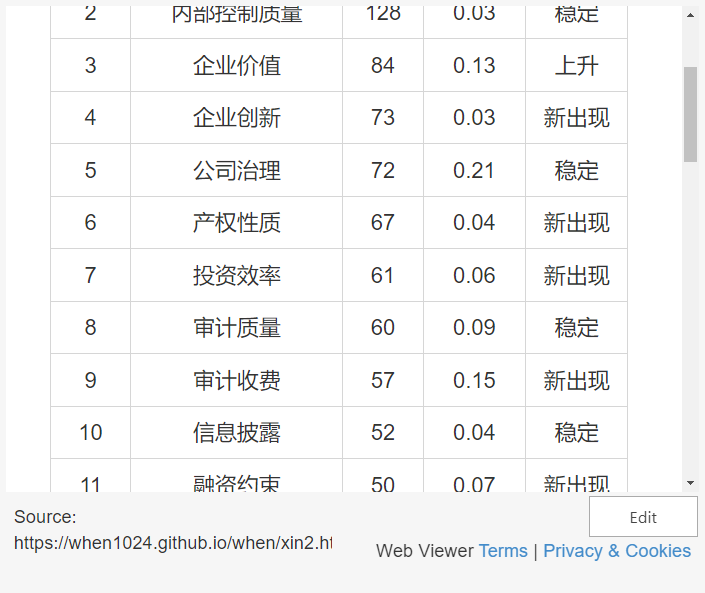 2 内部控制质量 128 0.03 稳定
3 企业价值 84 0.13 上升
4 企业创新 73 0.03 新出现
5 公司治理 72 0.21 稳定
6 产权性质 67 0.04 新出现
7 投资效率 61 0.06 新出现
8 审计质量 60 0.09 稳定
9 审计收费 57 0.15 新出现
10 信息披露 52 0.04 稳定
11 融资约束 50 0.07 新出现
Source:
https://when1024.github.io/when/xin2.ht
Edit
Web Viewer Terms | Privacy & Cookies